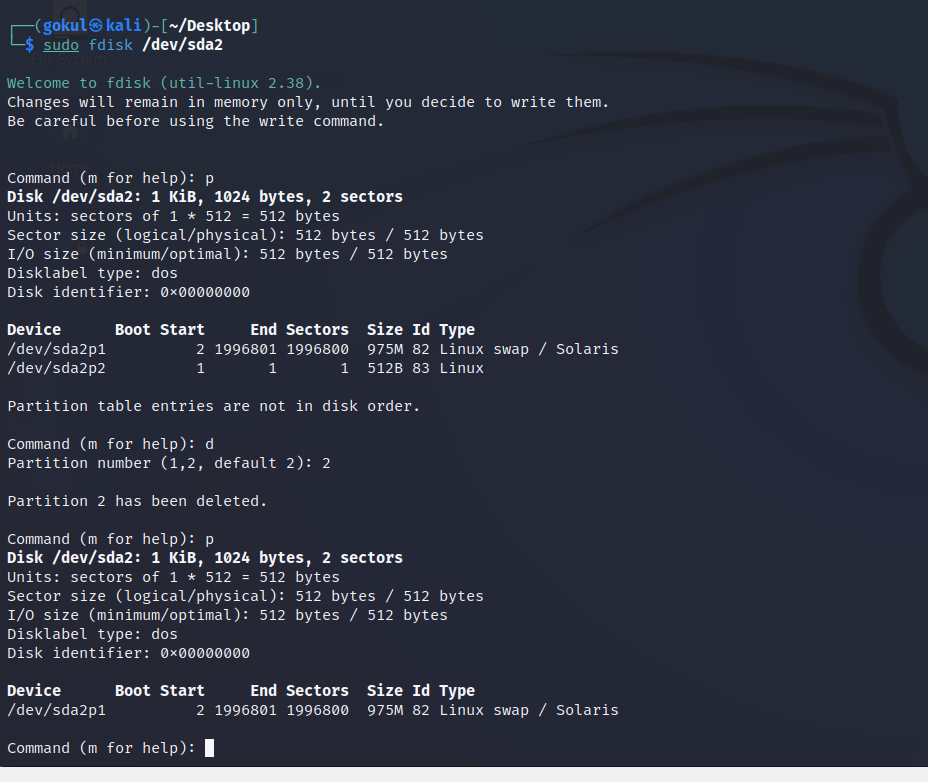 ┌──(gokul㉿kali)-[~/Desktop]
└─$ sudo fdisk /dev/sda2
File System
Welcome to fdisk (util-linux 2.38).
Changes will remain in memory only, until you decide to write them.
Be careful before using the write command.
Home
Command (m for help): p
Disk /dev/sda2: 1 KiB, 1024 bytes, 2 sectors
Units: sectors of 1 * 512 = 512 bytes
Sector size (logical/physical): 512 bytes / 512 bytes
I/O size (minimum/optimal): 512 bytes / 512 bytes
Disklabel type: dos
Disk identifier: 0×00000000
Device      Boot Start     End Sectors  Size Id Type
/dev/sda2p1          2 1996801 1996800  975M 82 Linux swap / Solaris
/dev/sda2p2          1       1       1  512B 83 Linux
Partition table entries are not in disk order.
Command (m for help): d
Partition number (1,2, default 2): 2
Partition 2 has been deleted.
Command (m for help): p
Disk /dev/sda2: 1 KiB, 1024 bytes, 2 sectors
Units: sectors of 1 * 512 = 512 bytes
Sector size (logical/physical): 512 bytes / 512 bytes
I/O size (minimum/optimal): 512 bytes / 512 bytes
Disklabel type: dos
Disk identifier: 0×00000000
Device      Boot Start     End Sectors  Size Id Type
/dev/sda2p1          2 1996801 1996800  975M 82 Linux swap / Solaris
Command (m for help):